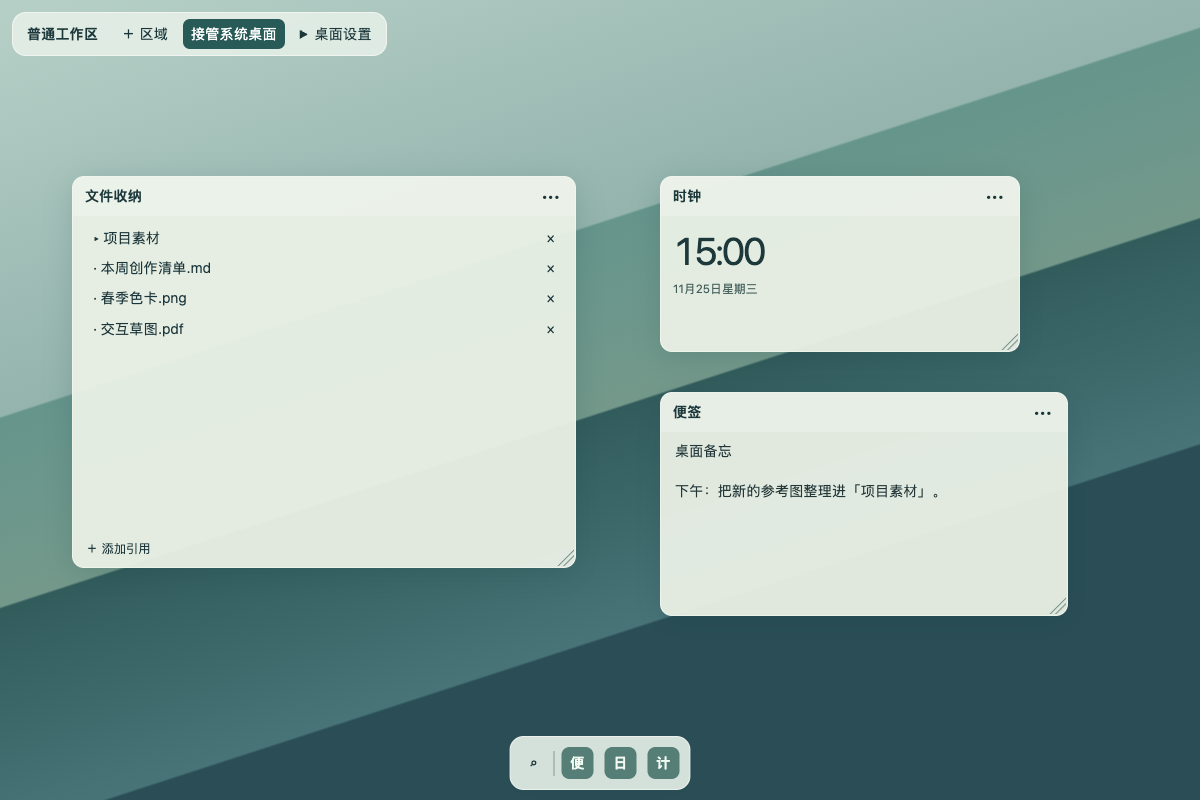 普通工作区 + 区域 接管系统桌面 ▶ 桌面设置
文件收纳 •••
▸ 项目素材 ×
· 本周创作清单.md ×
· 春季色卡.png ×
· 交互草图.pdf ×
+ 添加引用
时钟 •••
15:00
11月25日星期三
便签 •••
桌面备忘
下午：把新的参考图整理进「项目素材」。
⌕ 便 日 计